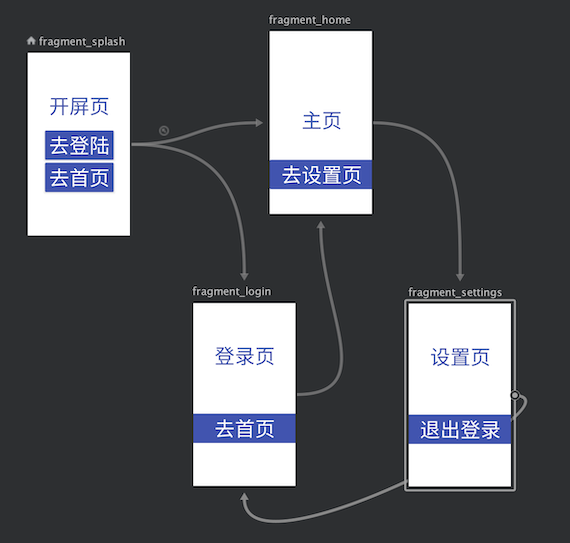 fragment_splash
开屏页
去登陆
去首页
fragment_home
主页
去设置页
fragment_login
登录页
去首页
fragment_settings
设置页
退出登录